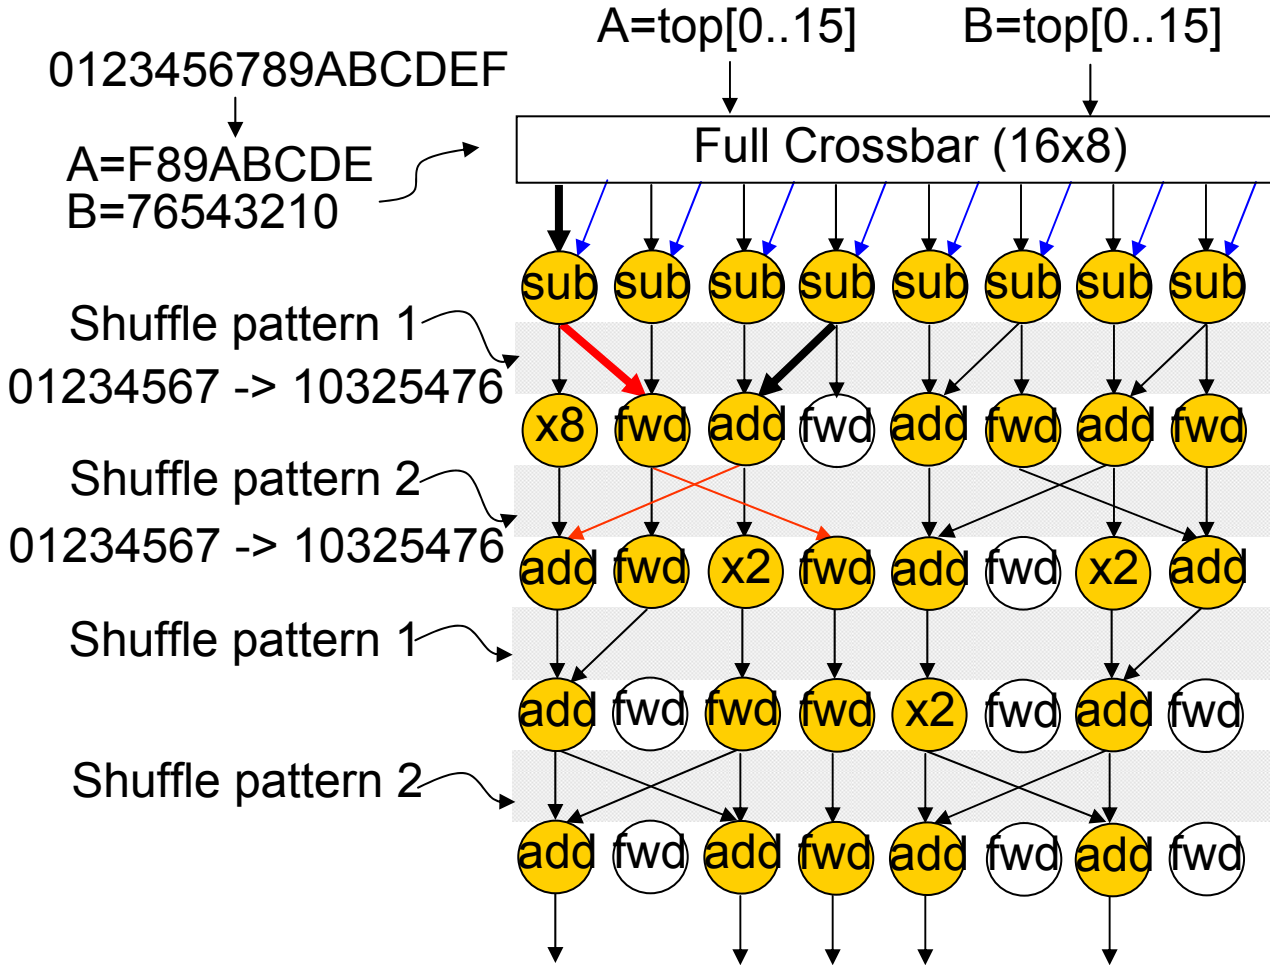 A=top[0..15] B=top[0..15]
0123456789ABCDEF
Full Crossbar (16x8)
A=F89ABCDE
B=76543210
sub sub sub sub sub sub sub sub
Shuffle pattern 1
01234567 -> 10325476
x8 fwd add fwd add fwd add fwd
Shuffle pattern 2
01234567 -> 10325476
add fwd x2 fwd add fwd x2 add
Shuffle pattern 1
add fwd fwd fwd x2 fwd add fwd
Shuffle pattern 2
add fwd add fwd add fwd add fwd